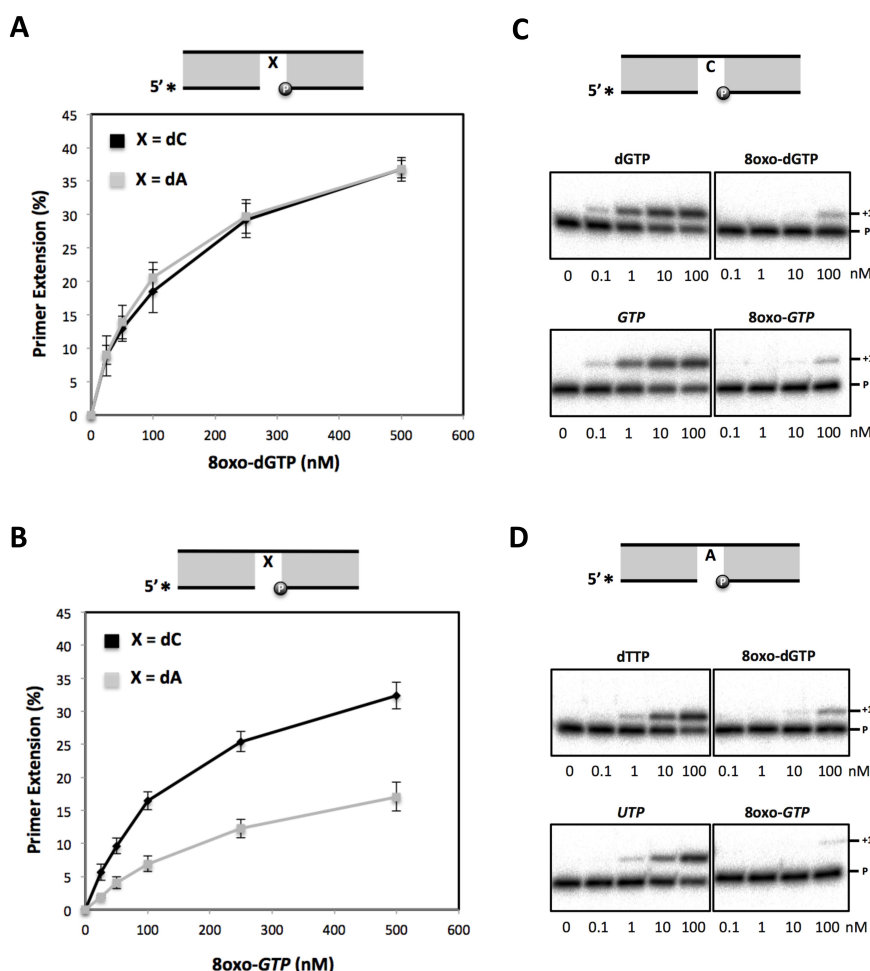 A
X
5’ *
P
45
40
35
30
25
20
15
10
5
0
X = dC
X = dA
Primer Extension (%)
0 100 200 300 400 500 600
8oxo-dGTP (nM)
B
X
5’ *
P
45
40
35
30
25
20
15
10
5
0
X = dC
X = dA
Primer Extension (%)
0 100 200 300 400 500 600
8oxo-GTP (nM)
C
C
5’ *
P
dGTP 8oxo-dGTP
P
0 0.1 1 10 100 0.1 1 10 100 nM
GTP 8oxo-GTP
P
0 0.1 1 10 100 0.1 1 10 100 nM
D
A
5’ *
P
dTTP 8oxo-dGTP
P
0 0.1 1 10 100 0.1 1 10 100 nM
UTP 8oxo-GTP
P
0 0.1 1 10 100 0.1 1 10 100 nM